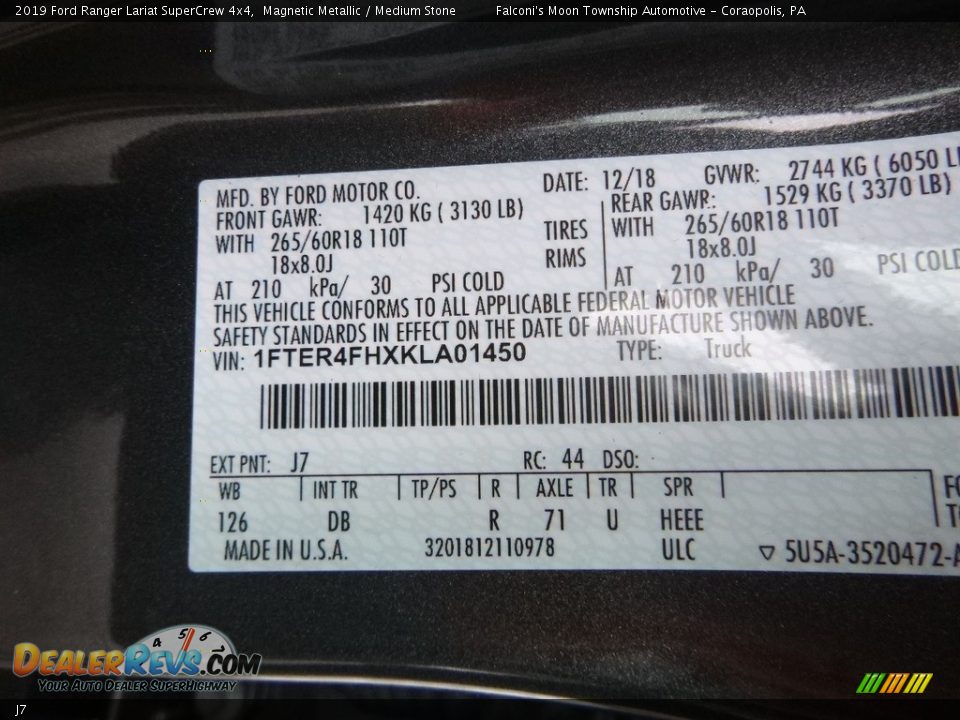 2019 Ford Ranger Lariat SuperCrew 4x4, Magnetic Metallic / Medium Stone Falconi's Moon Township Automotive - Coraopolis, PA
MFD. BY FORD MOTOR CO. DATE: 12/18 GVWR: 2744 KG ( 6050 LB
FRONT GAWR: 1420 KG ( 3130 LB) REAR GAWR: 1529 KG ( 3370 LB)
WITH 265/60R18 110T TIRES WITH 265/60R18 110T
18x8.0J RIMS 18x8.0J
AT 210 kPa/ 30 PSI COLD AT 210 kPa/ 30 PSI COLD
THIS VEHICLE CONFORMS TO ALL APPLICABLE FEDERAL MOTOR VEHICLE
SAFETY STANDARDS IN EFFECT ON THE DATE OF MANUFACTURE SHOWN ABOVE.
VIN: 1FTER4FHXKLA01450 TYPE: Truck
EXT PNT: J7 RC: 44 DSO:
WB INT TR TP/PS R AXLE TR SPR
126 DB R 71 U HEEE
MADE IN U.S.A. 3201812110978 ULC ▽ 5U5A-3520472-A
4 5 6
DEALERREVS.COM
YOUR AUTO DEALER SUPERHIGHWAY
J7